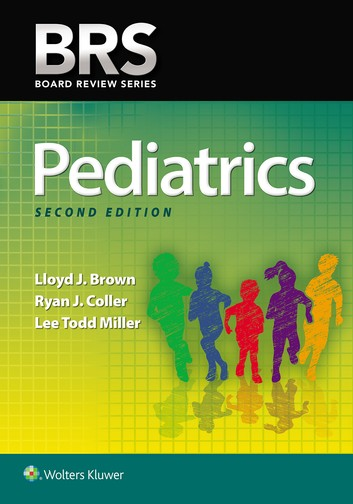 BRS
BOARD REVIEW SERIES
Pediatrics
SECOND EDITION
Lloyd J. Brown
Ryan J. Coller
Lee Todd Miller
Wolters Kluwer